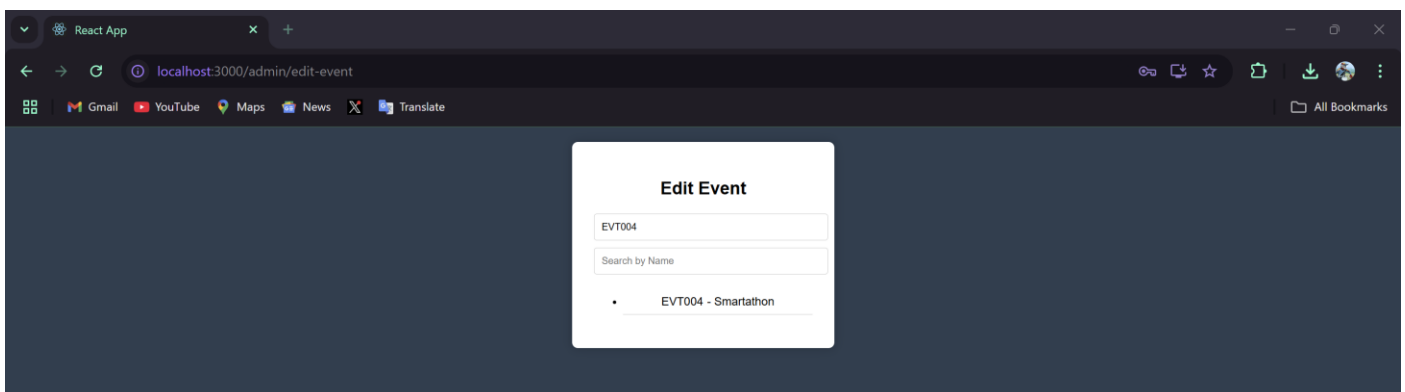 React App
localhost:3000/admin/edit-event
Gmail YouTube Maps News Translate All Bookmarks
Edit Event
EVT004
Search by Name
EVT004 - Smartathon